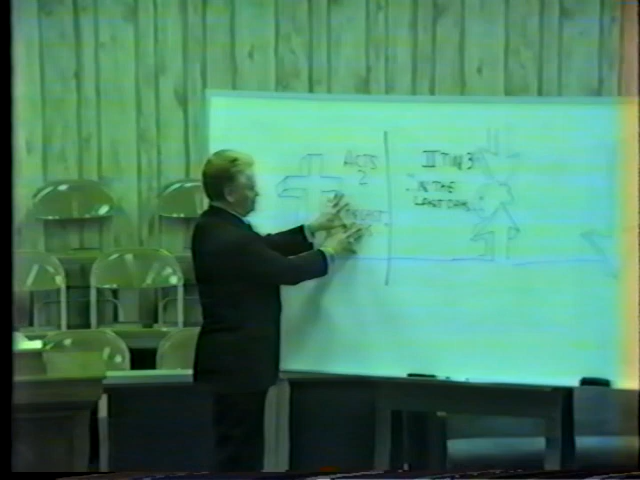 ACTS
2
II TIM 3
IN THE
LAST DAYS